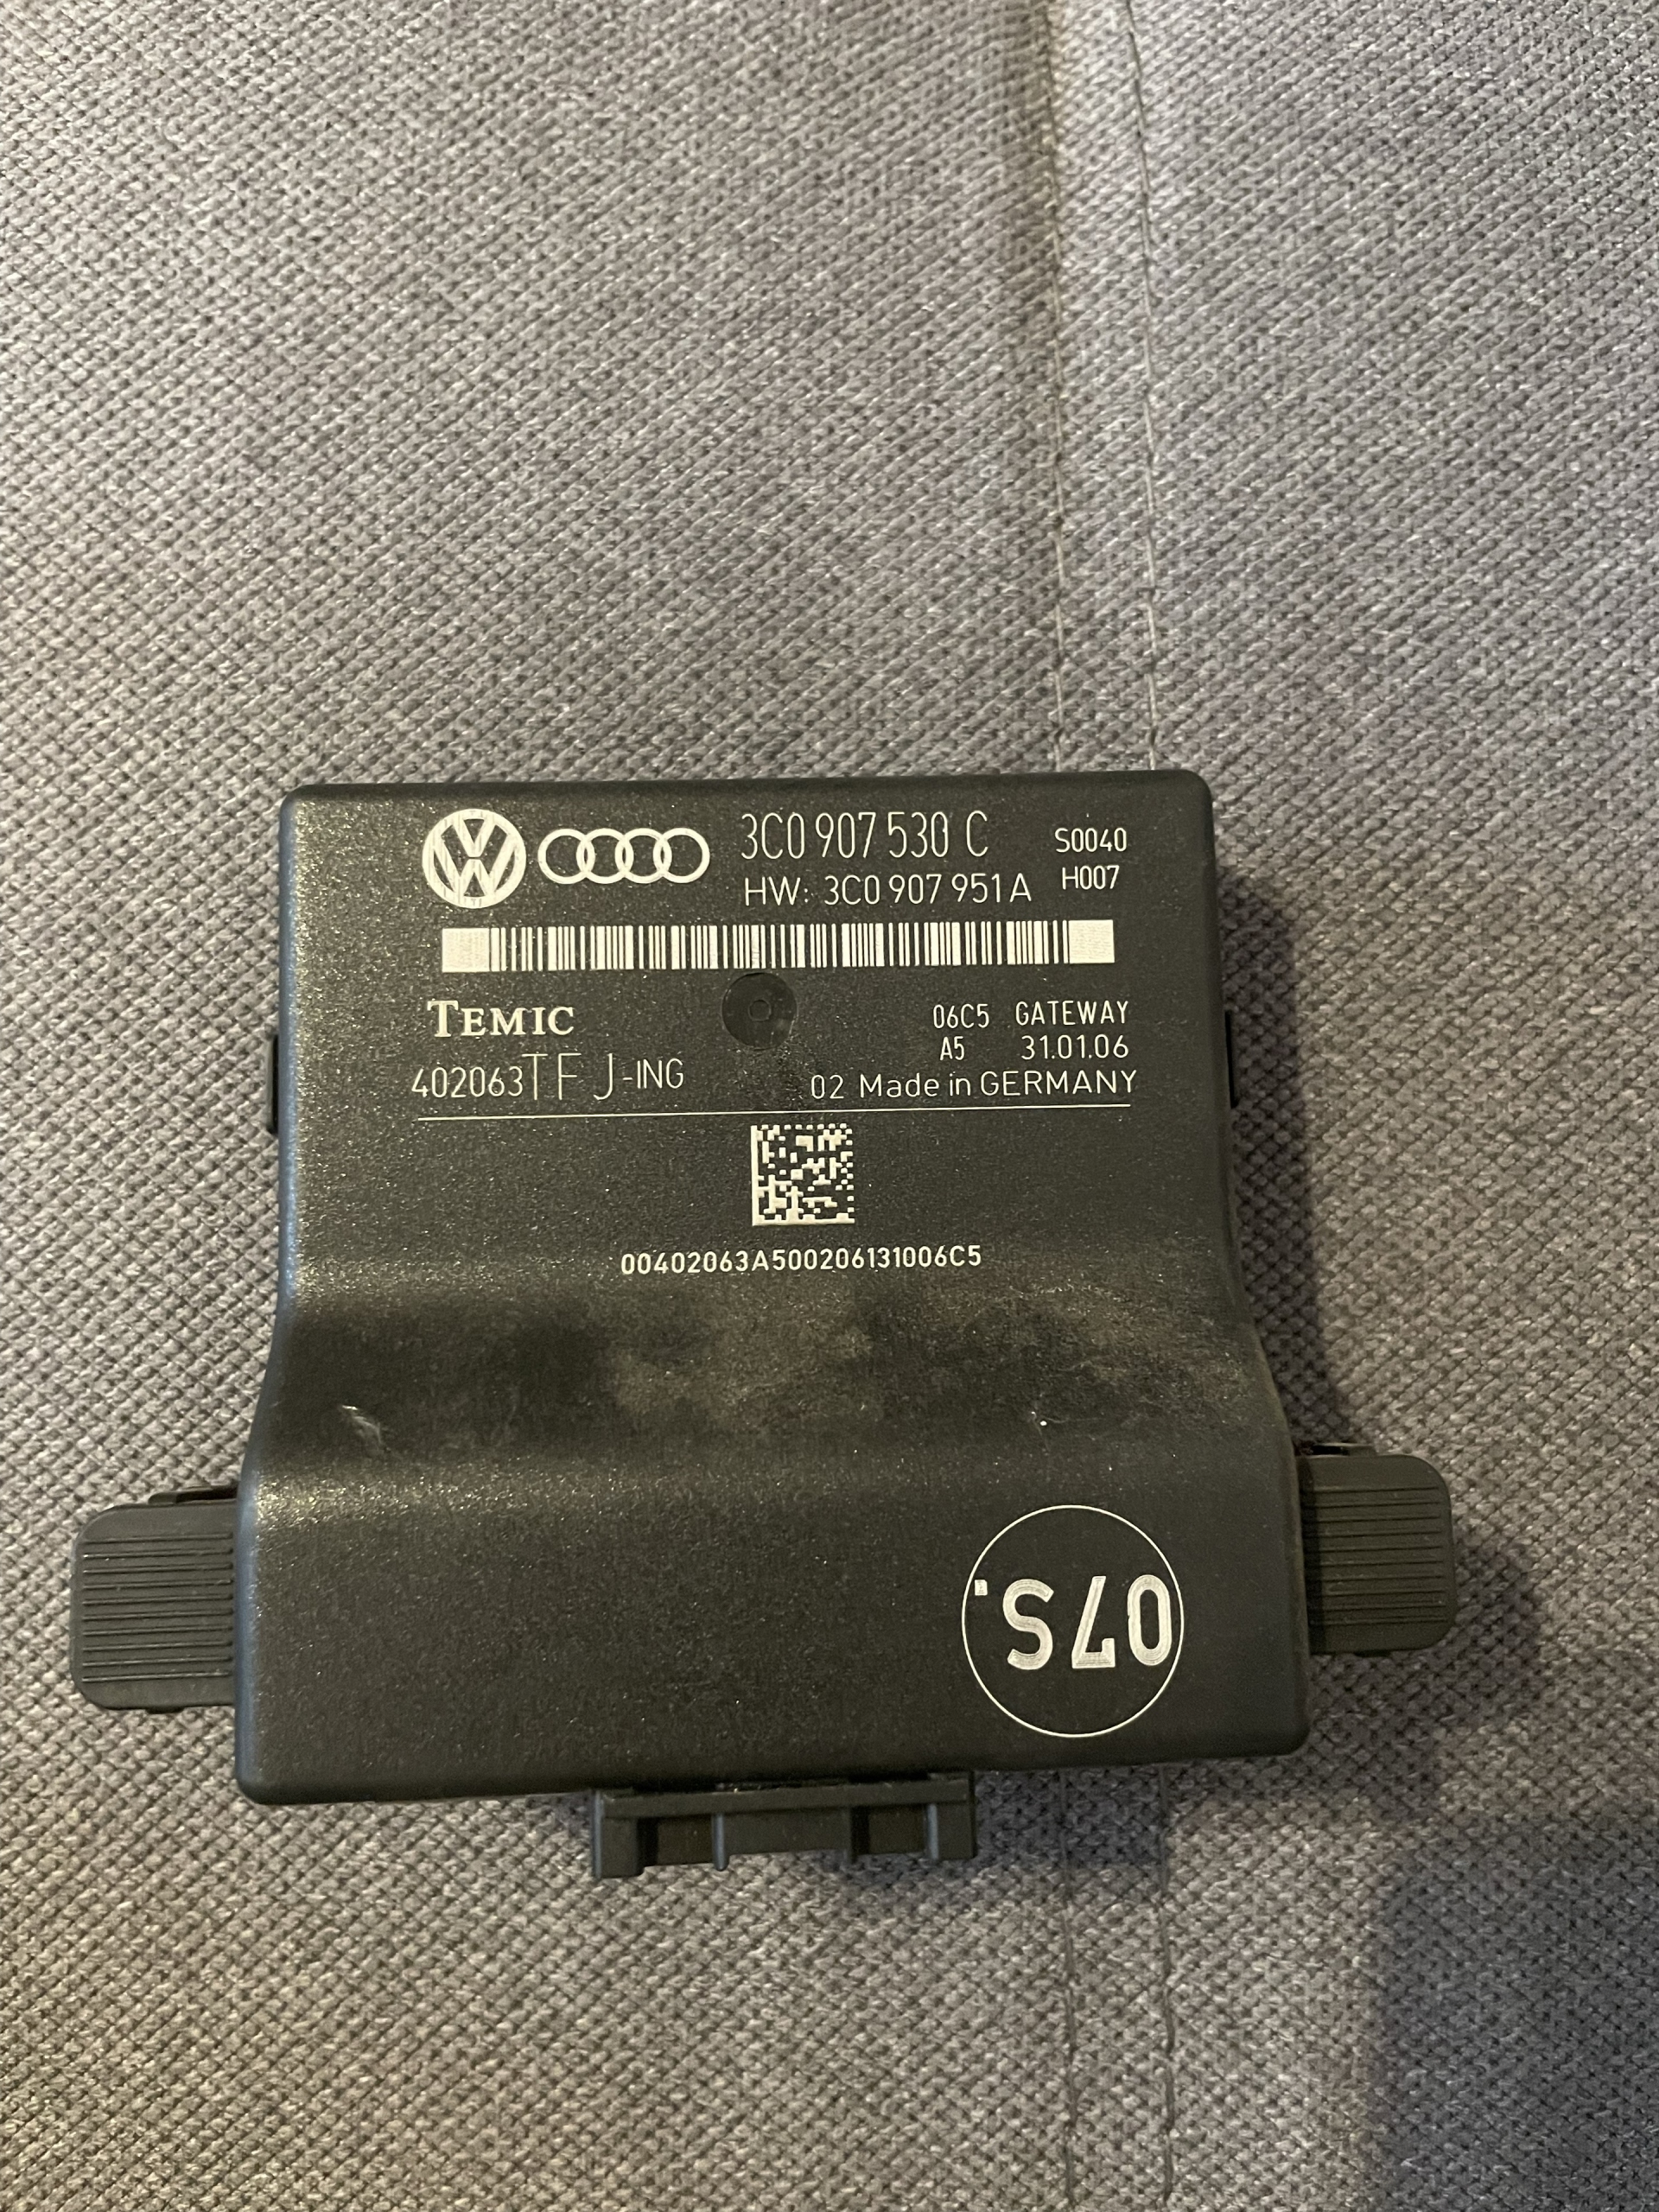 3C0 907 530 C S0040
HW: 3C0 907 951 A H007
TEMIC 06C5 GATEWAY
A5 31.01.06
402063TFJ-ING 02 Made in GERMANY
00402063A500206131006C5
07S.